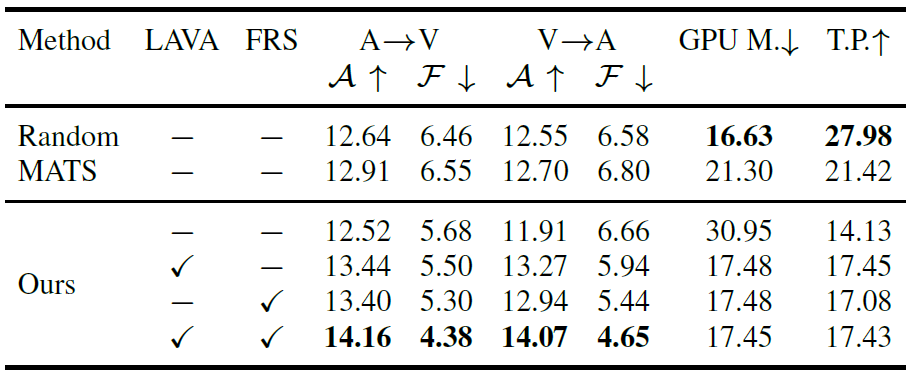 Method LAVA FRS A→V V→A GPU M.↓ T.P.↑
𝒜 ↑ ℱ ↓ 𝒜 ↑ ℱ ↓
Random – – 12.64 6.46 12.55 6.58 16.63 27.98
MATS – – 12.91 6.55 12.70 6.80 21.30 21.42
– – 12.52 5.68 11.91 6.66 30.95 14.13
✓ – 13.44 5.50 13.27 5.94 17.48 17.45
Ours
– ✓ 13.40 5.30 12.94 5.44 17.48 17.08
✓ ✓ 14.16 4.38 14.07 4.65 17.45 17.43